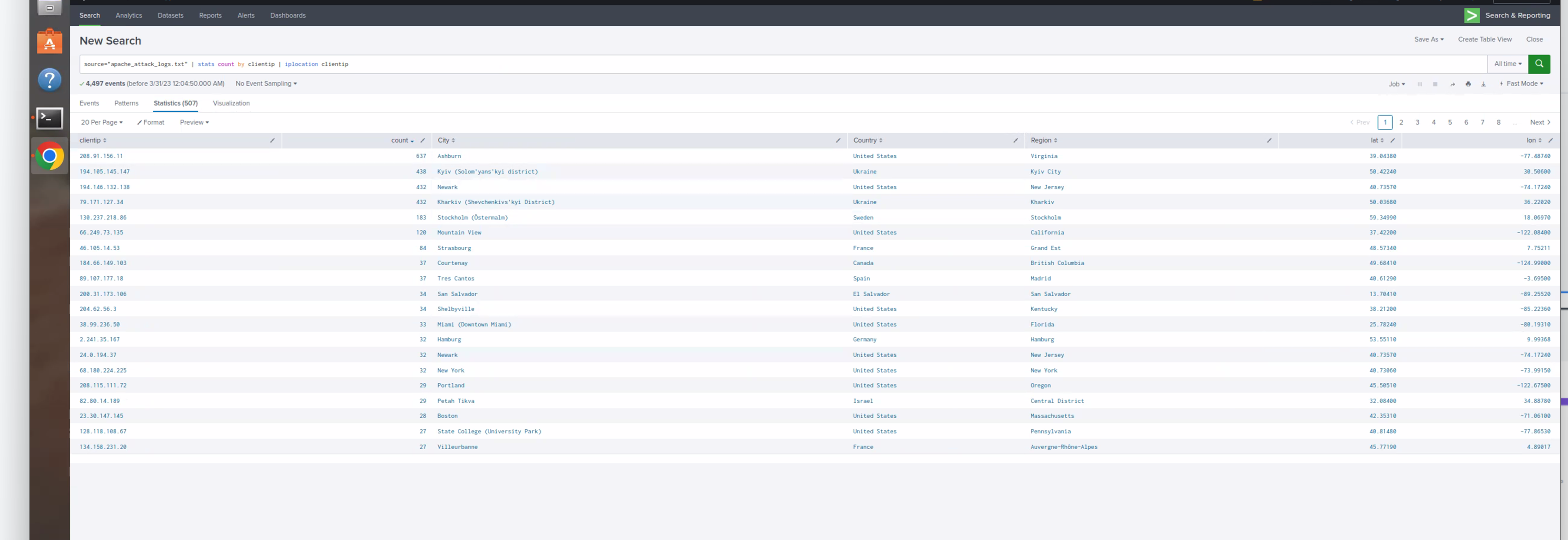 Search Analytics Datasets Reports Alerts Dashboards Search & Reporting
New Search Save As Create Table View Close
source="apache_attack_logs.txt" | stats count by clientip | iplocation clientip All time
4,497 events (before 3/31/23 12:04:50.000 AM) No Event Sampling Job Fast Mode
Events Patterns Statistics (507) Visualization
20 Per Page Format Preview < Prev 1 2 3 4 5 6 7 8 ... Next >
clientip count City Country Region lat lon
208.91.156.11 637 Ashburn United States Virginia 39.04380 -77.48740
194.105.145.147 438 Kyiv (Solom'yans'kyi district) Ukraine Kyiv City 50.42240 30.50600
194.146.132.138 432 Newark United States New Jersey 40.73570 -74.17240
79.171.127.34 432 Kharkiv (Shevchenkivs'kyi District) Ukraine Kharkiv 50.03680 36.22020
130.237.218.86 183 Stockholm (Östermalm) Sweden Stockholm 59.34990 18.06970
66.249.73.135 120 Mountain View United States California 37.42200 -122.08400
46.105.14.53 84 Strasbourg France Grand Est 48.57340 7.75211
184.66.149.103 37 Courtenay Canada British Columbia 49.68410 -124.99000
89.107.177.18 37 Tres Cantos Spain Madrid 40.61290 -3.69500
200.31.173.106 34 San Salvador El Salvador San Salvador 13.70410 -89.25520
204.62.56.3 34 Shelbyville United States Kentucky 38.21200 -85.22360
38.99.236.50 33 Miami (Downtown Miami) United States Florida 25.78240 -80.19310
2.241.35.167 32 Hamburg Germany Hamburg 53.55110 9.99368
24.0.194.37 32 Newark United States New Jersey 40.73570 -74.17240
68.180.224.225 32 New York United States New York 40.73060 -73.99150
208.115.111.72 29 Portland United States Oregon 45.50510 -122.67500
82.80.14.189 29 Petah Tikva Israel Central District 32.08400 34.88780
23.30.147.145 28 Boston United States Massachusetts 42.35310 -71.06100
128.118.108.67 27 State College (University Park) United States Pennsylvania 40.81480 -77.86530
134.158.231.20 27 Villeurbanne France Auvergne-Rhône-Alpes 45.77190 4.89017